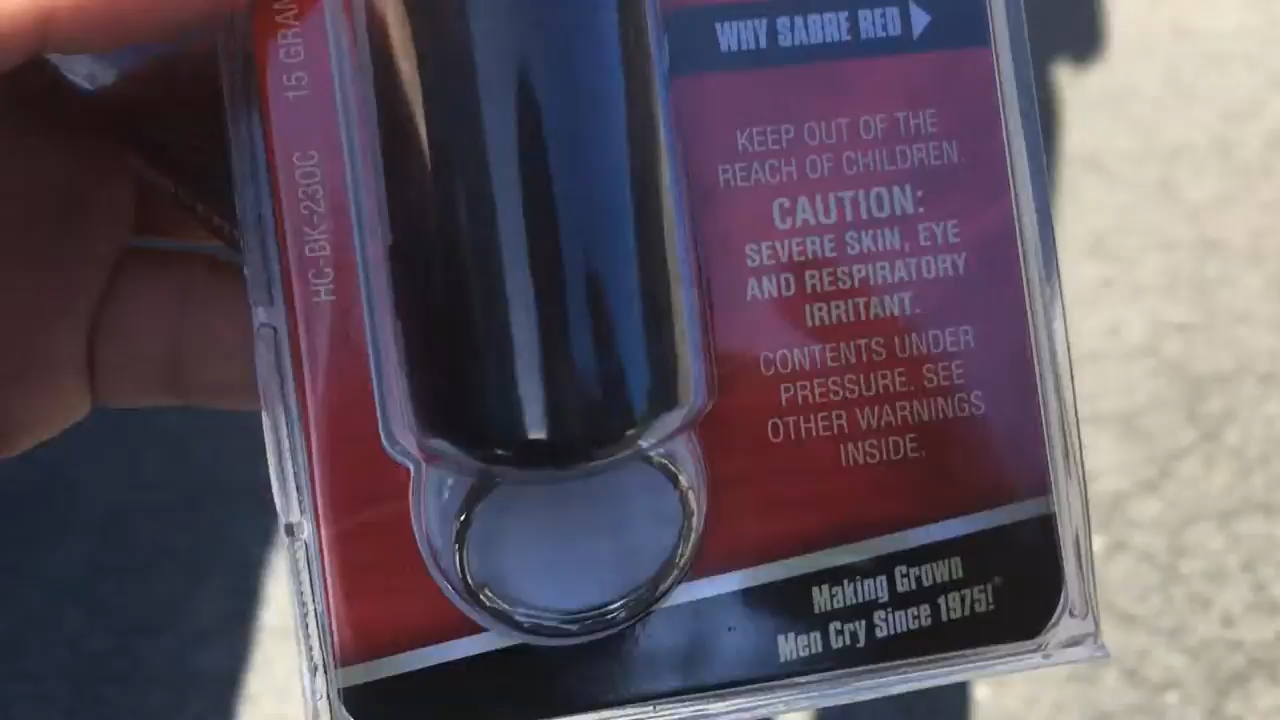 15
HC-BK-23OC
WHY SABRE RED
KEEP OUT OF THE
REACH OF CHILDREN.
CAUTION:
SEVERE SKIN, EYE
AND RESPIRATORY
IRRITANT.
CONTENTS UNDER
PRESSURE. SEE
OTHER WARNINGS
INSIDE.
Making Grown
Men Cry Since 1975!®